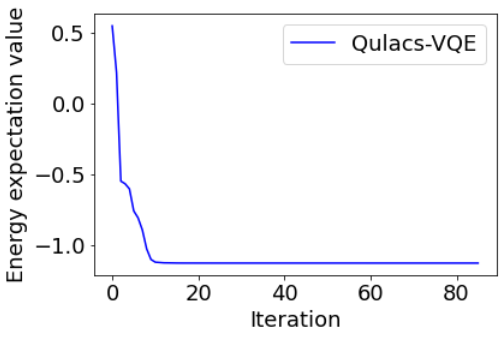 Energy expectation value
0.5
0.0
−0.5
−1.0
Qulacs-VQE
0 20 40 60 80
Iteration